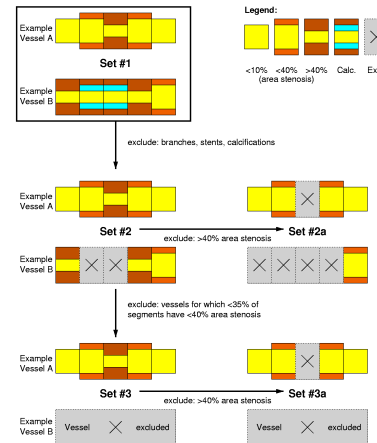 Legend:
<10% <40% >40% Calc. Ex
(area stenosis)
Example
Vessel A
Set #1
Example
Vessel B
exclude: branches, stents, calcifications
Example
Vessel A
Set #2
Set #2a
exclude: >40% area stenosis
Example
Vessel B
exclude: vessels for which <35% of
segments have <40% area stenosis
Example
Vessel A
Set #3
Set #3a
exclude: >40% area stenosis
Example
Vessel B
Vessel excluded
Vessel excluded